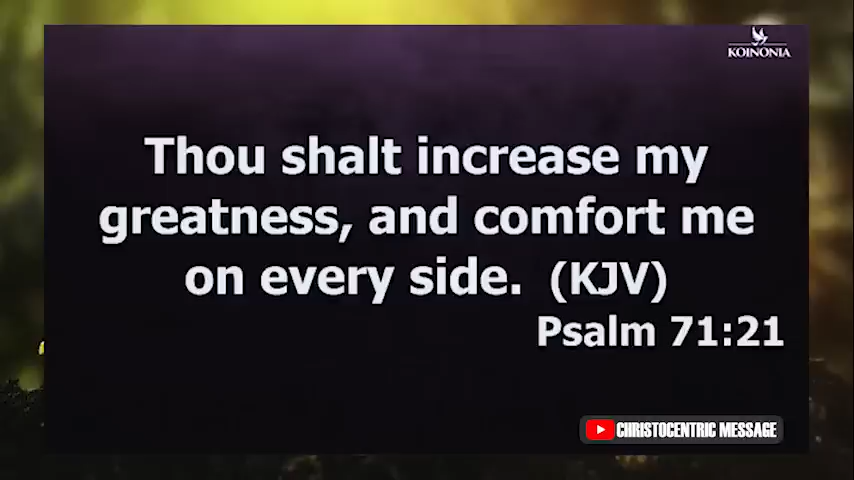 KOINONIA
Thou shalt increase my
greatness, and comfort me
on every side. (KJV)
Psalm 71:21
CHRISTOCENTRIC MESSAGE